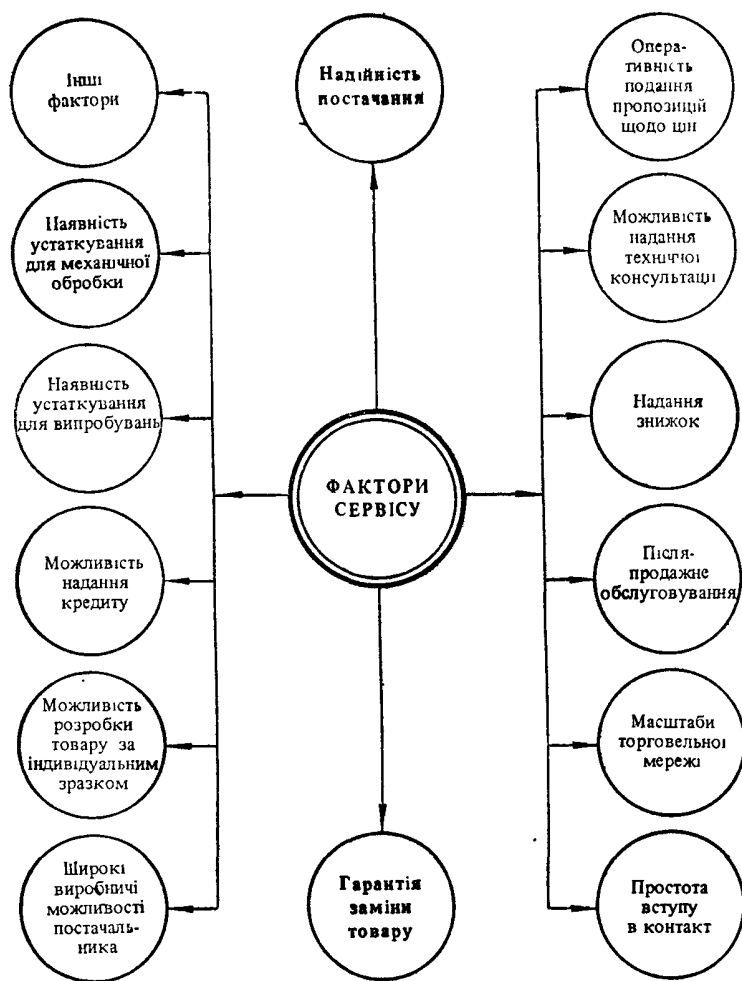 Інші
фактори
Наявність
устаткування
для механічної
обробки
Наявність
устаткування
для випробувань
Можливість
надання
кредиту
Можливість
розробки
товару за
індивідуальним
зразком
Широкі
виробничі
можливості
постачаль-
ника
Надійність
постачання
ФАКТОРИ
СЕРВІСУ
Гарантія
заміни
товару
Опера-
тивність
подання
пропозицій
щодо цін
Можливість
надання
технічної
консультації
Надання
знижок
Після-
продажне
обслуговування
Масштаби
торговельної
мережі
Простота
вступу
в контакт